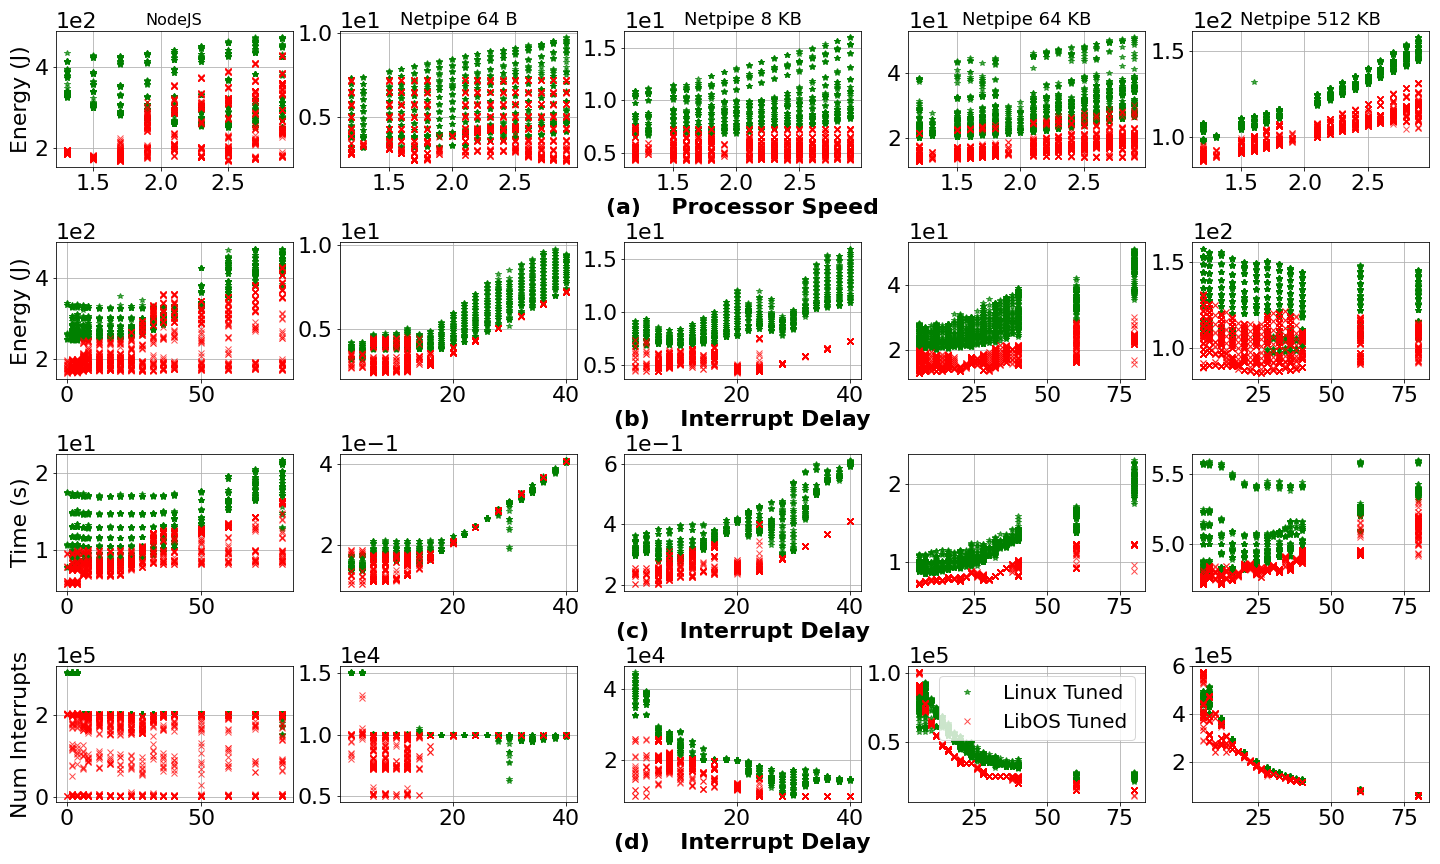 NodeJS Netpipe 64 B Netpipe 8 KB Netpipe 64 KB Netpipe 512 KB
1e2 1e1 1e1 1e1 1e2
Energy (J)
4 2
1.0 0.5
1.5 1.0 0.5
4 2
1.5 1.0
1.5 2.0 2.5 1.5 2.0 2.5 1.5 2.0 2.5 1.5 2.0 2.5 1.5 2.0 2.5
(a) Processor Speed
1e2 1e1 1e1 1e1 1e2
Energy (J)
4 2
1.0 0.5
1.5 1.0 0.5
4 2
1.5 1.0
0 50 20 40 20 40 25 50 75 25 50 75
(b) Interrupt Delay
1e1 1e−1 1e−1
Time (s)
2 1
4 2
6 4 2
2 1
5.5 5.0
0 50 20 40 20 40 25 50 75 25 50 75
(c) Interrupt Delay
1e5 1e4 1e4 1e5 1e5
Num Interrupts
2 0
1.5 1.0 0.5
4 2
1.0 0.5
6 4 2
Linux Tuned
LibOS Tuned
0 50 20 40 20 40 25 50 75 25 50 75
(d) Interrupt Delay